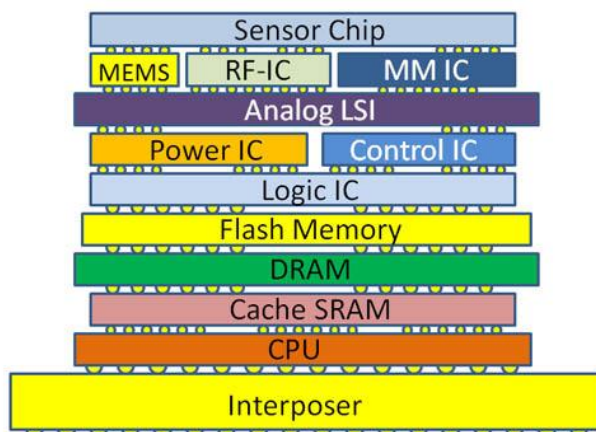 Sensor Chip
MEMS RF-IC MM IC
Analog LSI
Power IC Control IC
Logic IC
Flash Memory
DRAM
Cache SRAM
CPU
Interposer